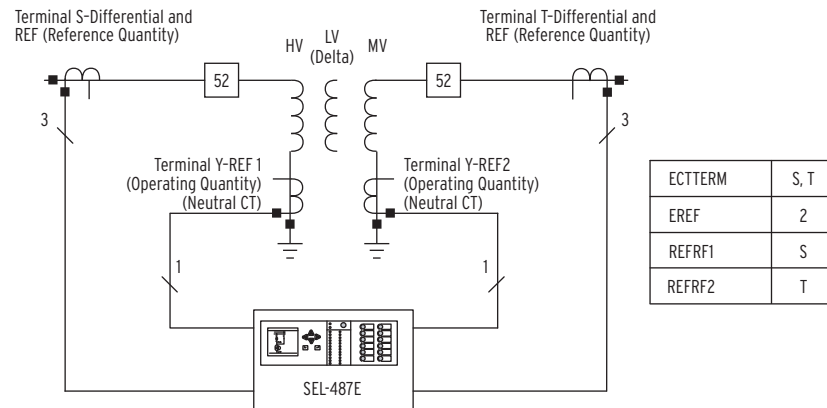 Terminal S-Differential and
REF (Reference Quantity)
HV
LV
(Delta)
MV
Terminal T-Differential and
REF (Reference Quantity)
52
52
3
3
Terminal Y-REF 1
(Operating Quantity)
(Neutral CT)
Terminal Y-REF2
(Operating Quantity)
(Neutral CT)
1
1
SEL-487E
ECTTERM S, T
EREF 2
REFRF1 S
REFRF2 T